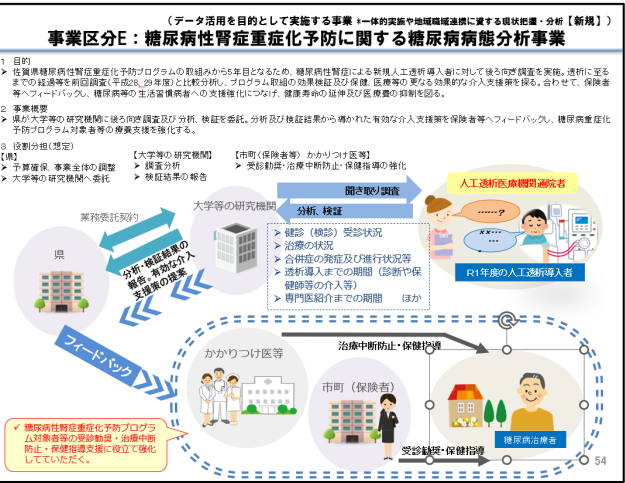 （データ活用を目的として実施する事業 *一体的実施や地域職域連携に資する現状把握・分析【新規】）
事業区分E：糖尿病性腎症重症化予防に関する糖尿病病態分析事業
1 目的
➤ 佐賀県糖尿病性腎症重症化予防プログラムの取組みから5年目となるため、糖尿病性腎症による新規人工透析導入者に対して後ろ向き調査を実施。透析に至る
までの経過等を前回調査（平成28、29年度）と比較分析し、プログラム取組の効果検証及び保健、医療等の更なる効果的な介入支援策を探る。合わせて、保険者
等へフィードバックし、糖尿病等の生活習慣病者への支援強化につなげ、健康寿命の延伸及び医療費の抑制を図る。
2 事業概要
➤ 県が大学等の研究機関に後ろ向き調査及び分析、検証を委託。分析及び検証結果から導かれた有効な介入支援策を保険者等へフィードバックし、糖尿病重症化
予防プログラム対象者等の療養支援を強化する。
3 役割分担（想定）
【県】 【大学等の研究機関】 【市町（保険者等） かかりつけ医等】
➤ 予算確保、事業全体の調整 ➤ 調査分析 ➤ 受診勧奨・治療中断防止・保健指導の強化
➤ 大学等の研究機関へ委託 ➤ 検証結果の報告
聞き取り調査
分析、検証
人工透析医療機関通院者
大学等の研究機関
業務委託契約
県
分析・検証結果の
報告。有効な介入
支援策の提案
➤ 健診（検診）受診状況
➤ 治療の状況
➤ 合併症の発症及び進行状況等
➤ 透析導入までの期間（診断や保
健師等の介入等）
➤ 専門医紹介までの期間 ほか
……？
××…
…
R1年度の人工透析導入者
フィードバック
かかりつけ医等
治療中断防止・保健指導
市町（保険者）
糖尿病治療者
受診勧奨・保健指導
✓ 糖尿病性腎症重症化予防プログラ
ム対象者等の受診勧奨・治療中断
防止・保健指導支援に役立て強化
していただく。
54